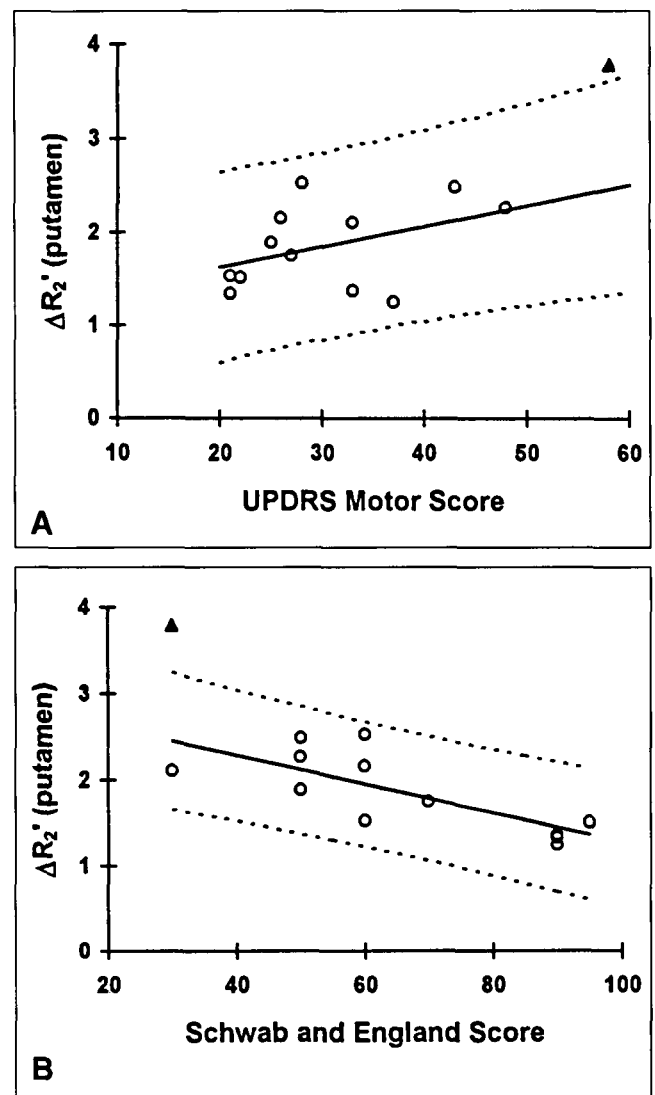 4
3
2
1
0
ΔR₂' (putamen)
10 20 30 40 50 60
UPDRS Motor Score
A
4
3
2
1
0
ΔR₂' (putamen)
20 40 60 80 100
Schwab and England Score
B